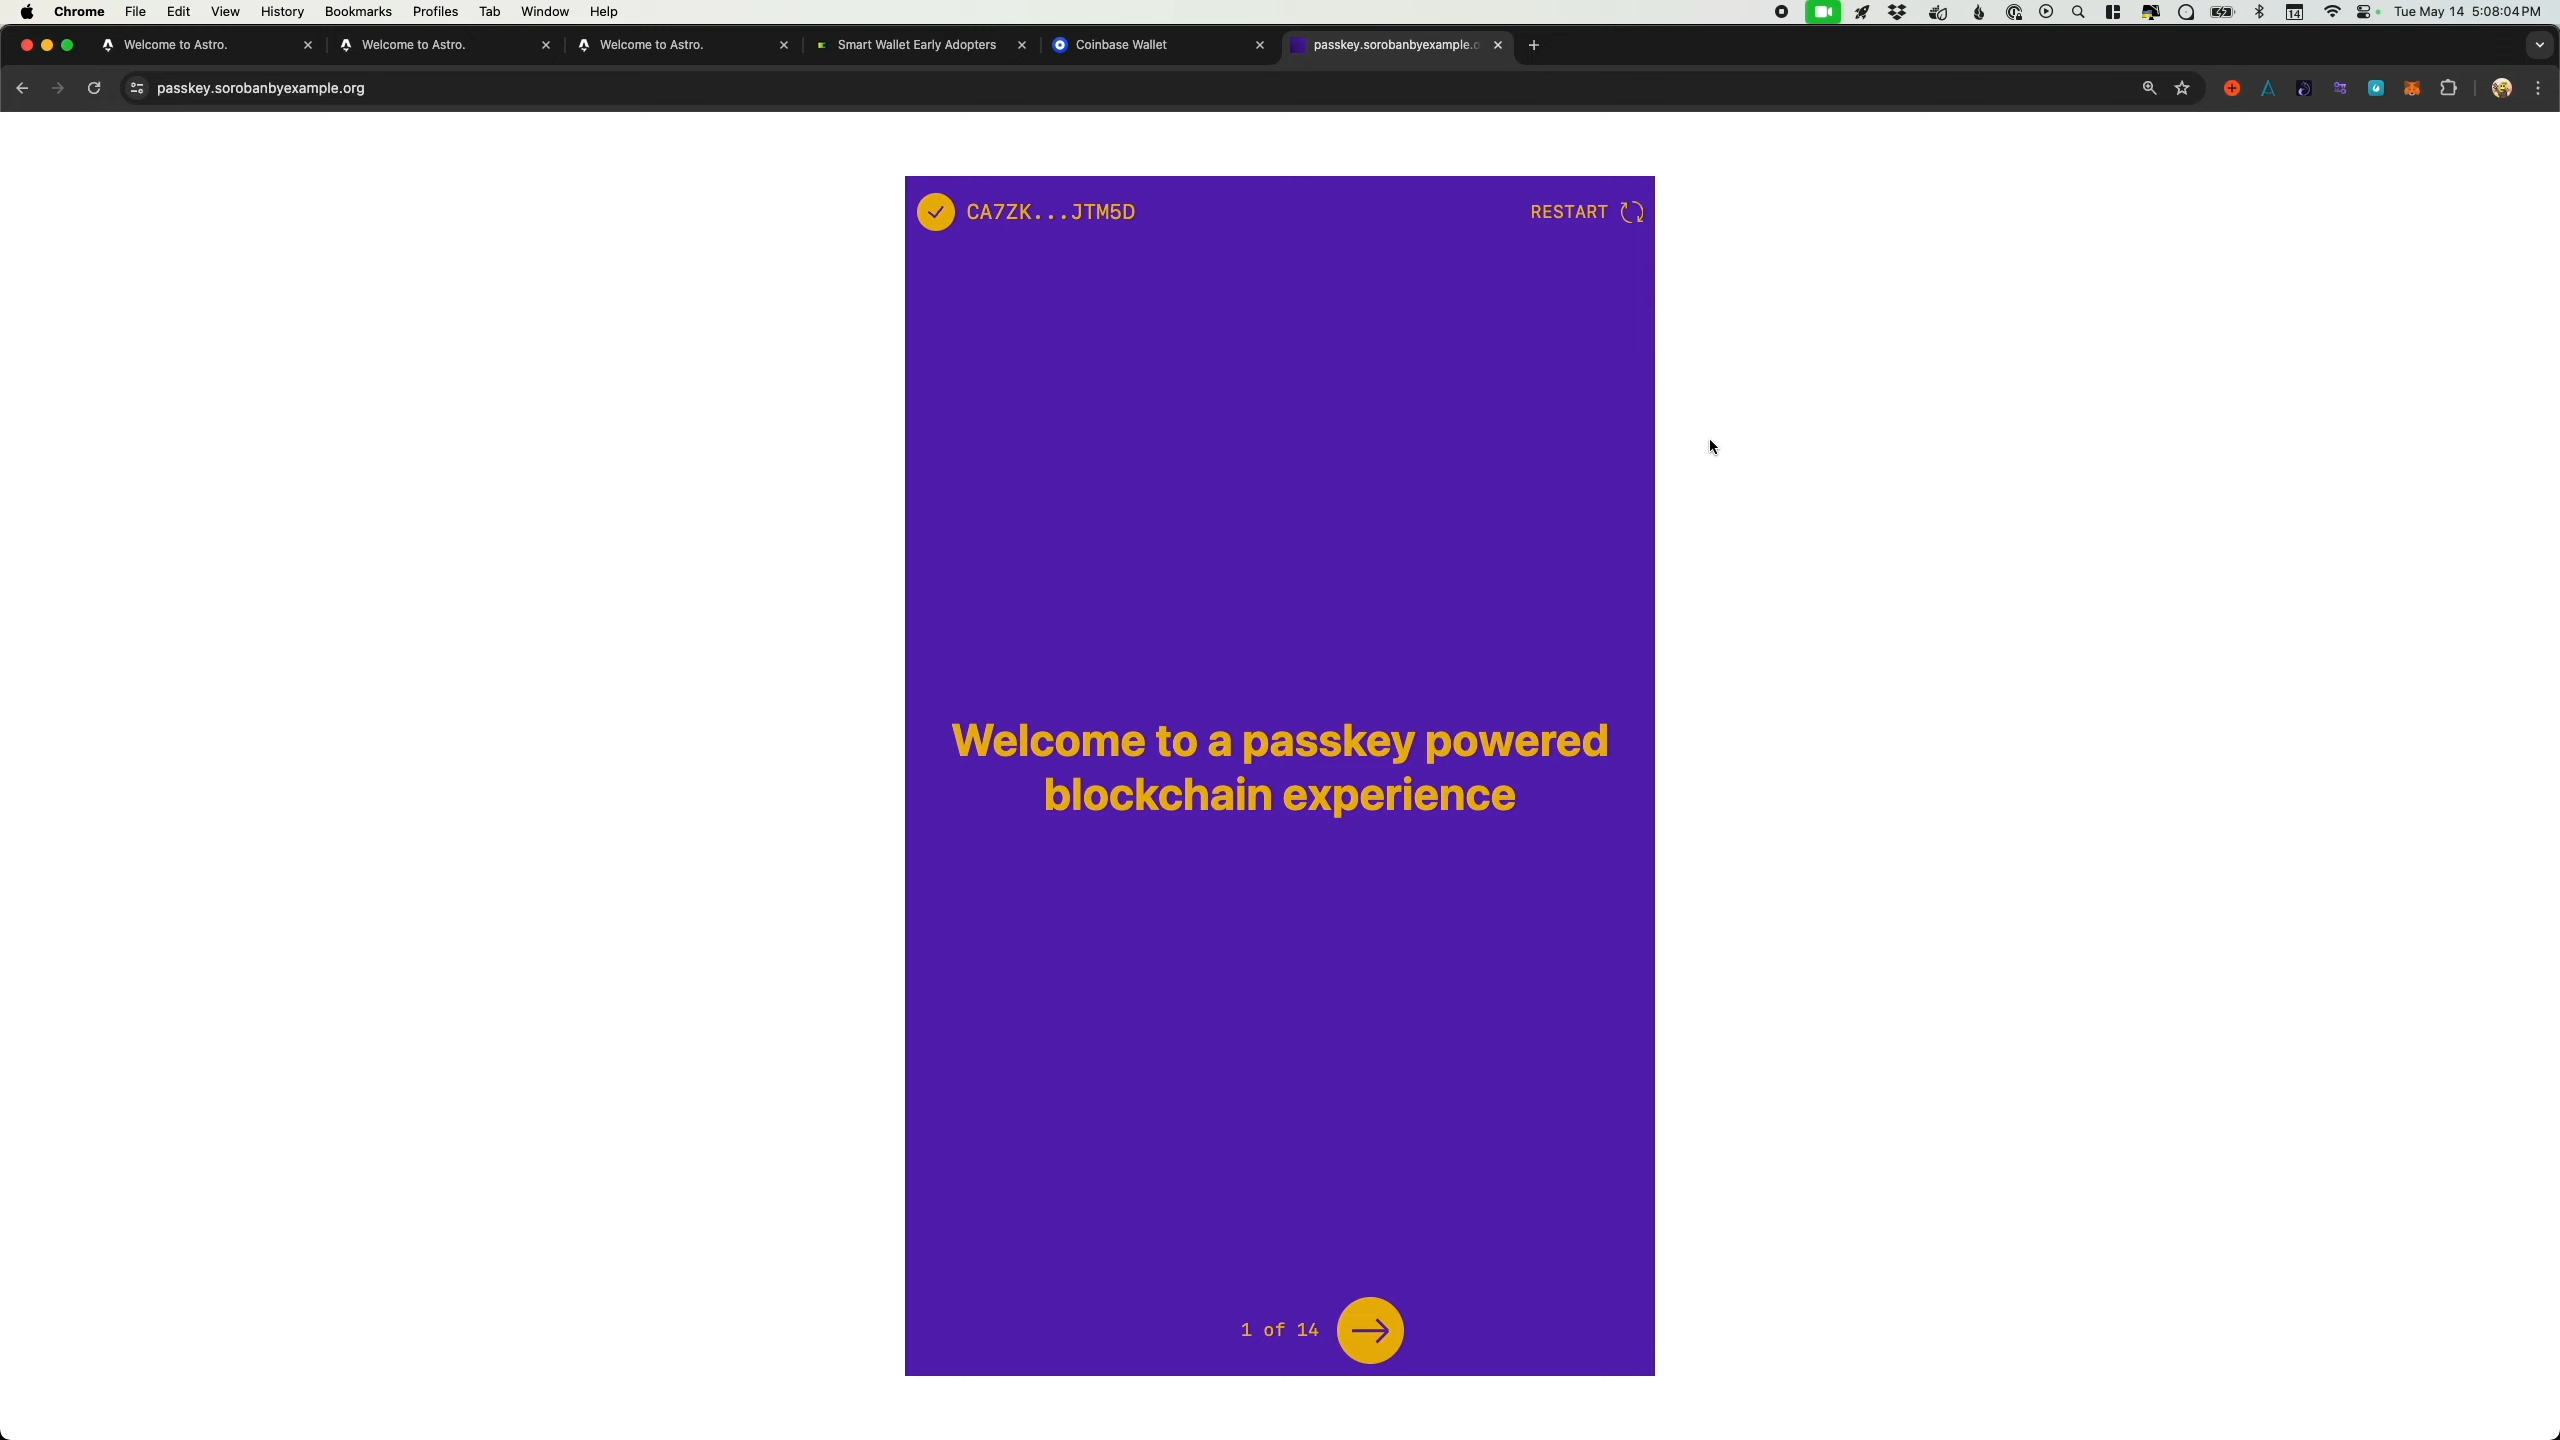 Chrome File Edit View History Bookmarks Profiles Tab Window Help 14 Tue May 14 5:08:04 PM
Welcome to Astro. Welcome to Astro. Welcome to Astro. Smart Wallet Early Adopters Coinbase Wallet passkey.sorobanbyexample.o
passkey.sorobanbyexample.org
CA7ZK...JTM5D RESTART
Welcome to a passkey powered
blockchain experience
1 of 14